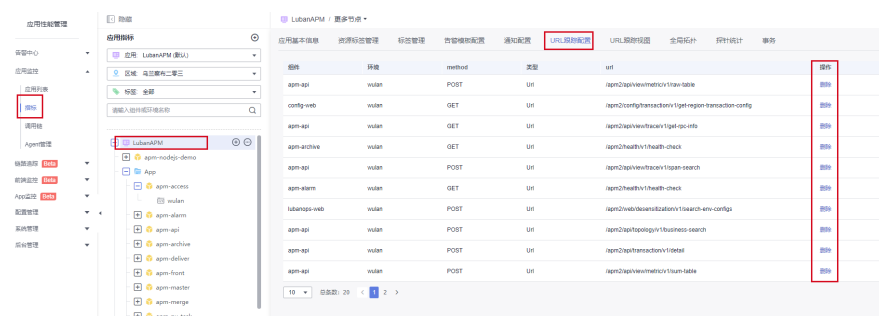 应用性能管理
告警中心
应用监控
应用列表
指标
调用链
Agent管理
链路追踪 Beta
前端监控 Beta
App监控 Beta
配置管理
系统管理
后台管理
隐藏
应用指标
应用: LubanAPM (默认)
区域: 乌兰察布二零三
标签: 全部
请输入组件或环境名称
LubanAPM
apm-nodejs-demo
App
apm-access
wulan
apm-alarm
apm-api
apm-archive
apm-deliver
apm-front
apm-master
apm-merge
LubanAPM / 更多节点
应用基本信息 资源标签管理 标签管理 告警模板配置 通知配置 URL跟踪配置 URL跟踪视图 全局拓扑 探针统计 事务
组件 环境 method 类型 url 操作
apm-api wulan POST Url /apm2/api/view/metric/v1/raw-table 删除
config-web wulan GET Url /apm2/config/transaction/v1/get-region-transaction-config 删除
apm-api wulan GET Url /apm2/api/view/trace/v1/get-rpc-info 删除
apm-archive wulan GET Url /apm2/health/v1/health-check 删除
apm-api wulan POST Url /apm2/api/view/trace/v1/span-search 删除
apm-alarm wulan GET Url /apm2/health/v1/health-check 删除
lubanops-web wulan POST Url /apm2/web/desensitization/v1/search-env-configs 删除
apm-api wulan POST Url /apm2/api/topology/v1/business-search 删除
apm-api wulan POST Url /apm2/api/transaction/v1/detail 删除
apm-api wulan POST Url /apm2/api/view/metric/v1/sum-table 删除
10 总条数: 20 < 1 2 >